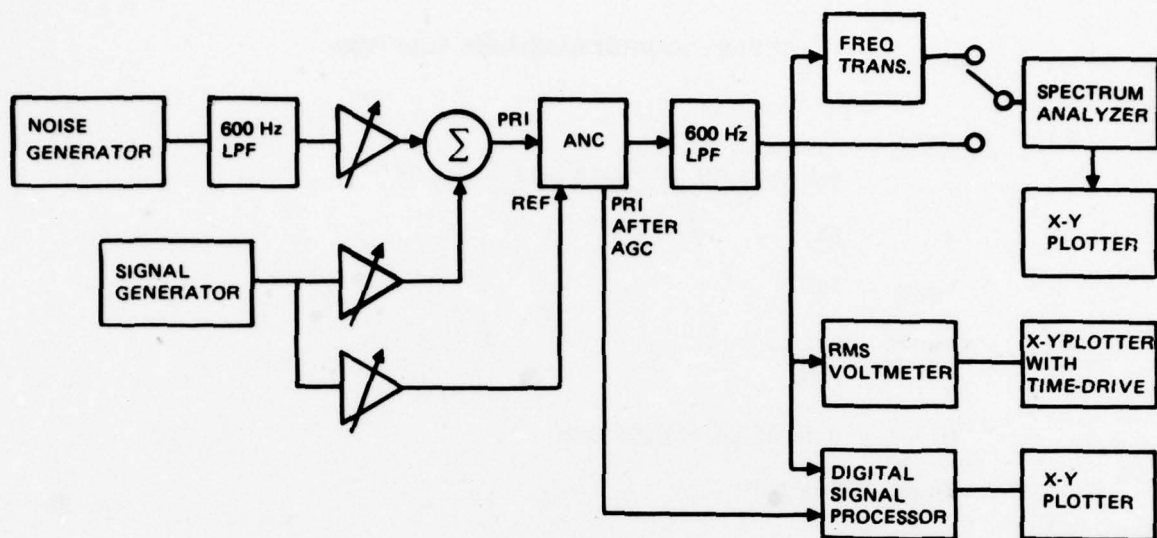 FREQ
TRANS.
SPECTRUM
ANALYZER
NOISE
GENERATOR
600 Hz
LPF
Σ
PRI
ANC
600 Hz
LPF
REF
PRI
AFTER
AGC
X-Y
PLOTTER
SIGNAL
GENERATOR
RMS
VOLTMETER
X-Y PLOTTER
WITH
TIME-DRIVE
DIGITAL
SIGNAL
PROCESSOR
X-Y
PLOTTER